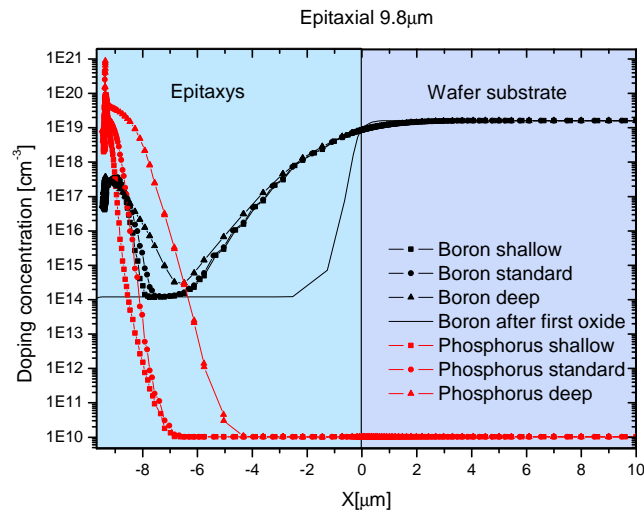 Epitaxial 9.8μm
1E21
1E20
1E19
1E18
1E17
1E16
1E15
1E14
1E13
1E12
1E11
1E10
Doping concentration [cm⁻³]
Epitaxys
Wafer substrate
Boron shallow
Boron standard
Boron deep
Boron after first oxide
Phosphorus shallow
Phosphorus standard
Phosphorus deep
-8 -6 -4 -2 0 2 4 6 8 10
X[μm]